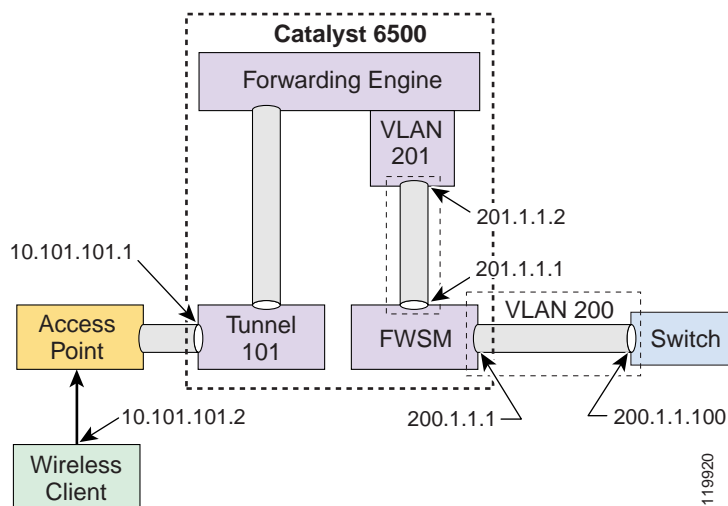 Catalyst 6500
Forwarding Engine
VLAN
201
201.1.1.2
10.101.101.1
201.1.1.1
VLAN 200
Access
Point
Tunnel
101
FWSM
Switch
10.101.101.2
200.1.1.1
200.1.1.100
Wireless
Client
119920